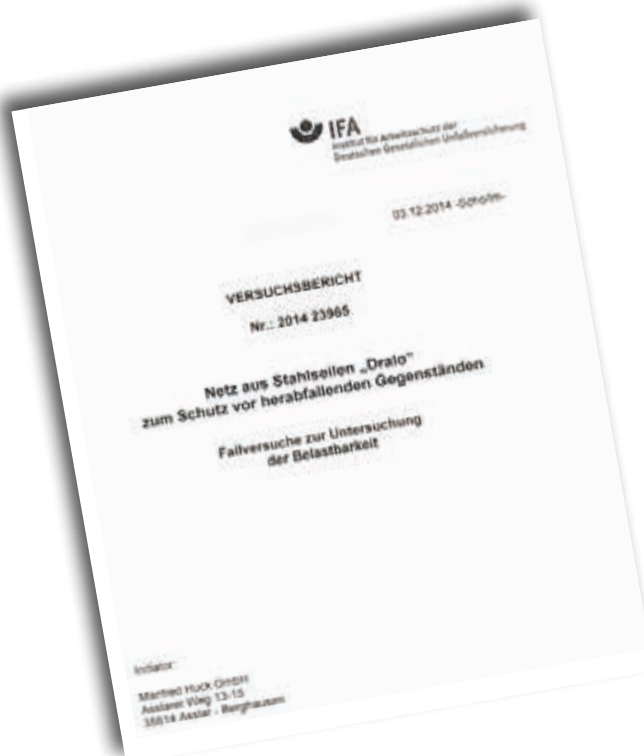 IFA
Institut für Arbeitsschutz der
Deutschen Gesetzlichen Unfallversicherung
03.12.2014
VERSUCHSBERICHT
Nr.: 2014 23965
Netz aus Stahlseilen „Dralo"
zum Schutz vor herabfallenden Gegenständen
Fallversuche zur Untersuchung
der Belastbarkeit
Initiator:
Manfred Huck GmbH
Asslarer Weg 13-15
Asslar - Berghausen